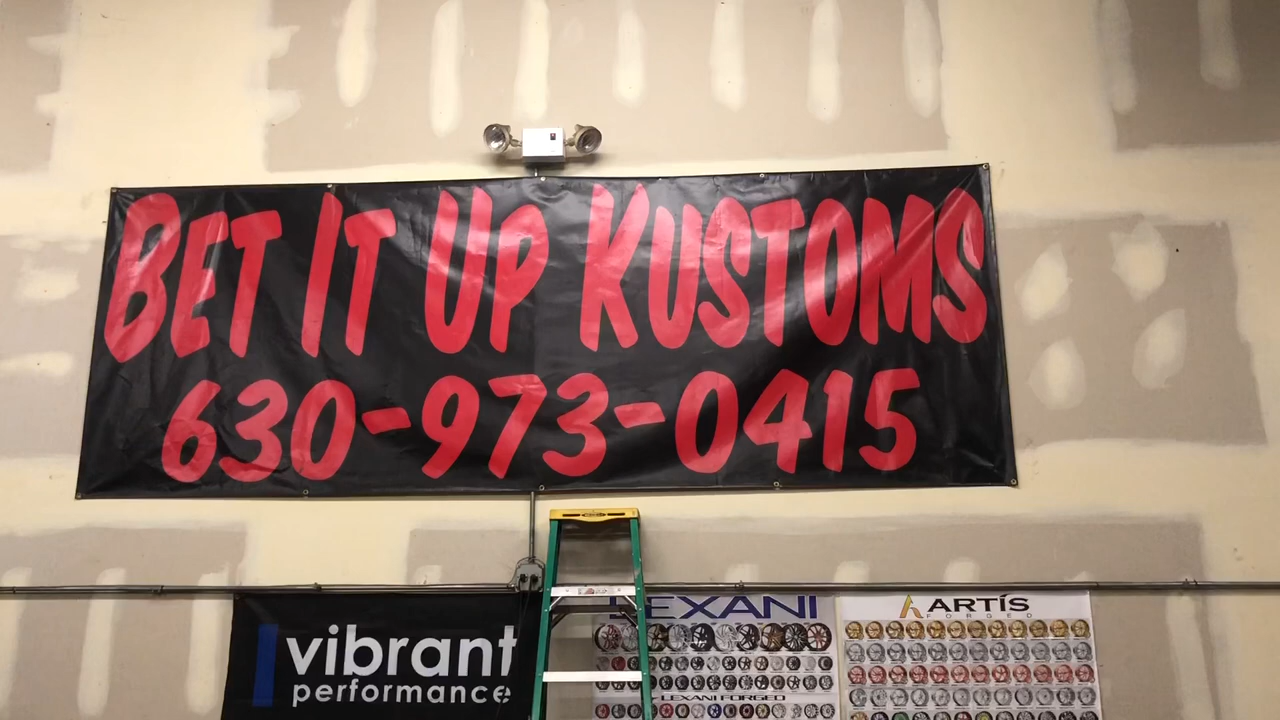 BET IT UP KUSTOMS
630-973-0415
vibrant
performance
LEXANI
LEXANI FORGED
ARTÍS
FORGED